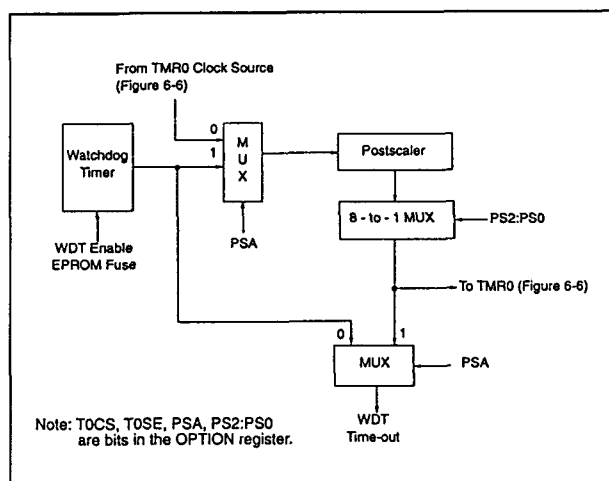 From TMR0 Clock Source
(Figure 6-6)
0
1
M
U
X
Watchdog
Timer
Postscaler
8 - to - 1 MUX
PS2:PS0
WDT Enable
EPROM Fuse
PSA
To TMR0 (Figure 6-6)
0
1
MUX
PSA
WDT
Time-out
Note: T0CS, T0SE, PSA, PS2:PS0
are bits in the OPTION register.